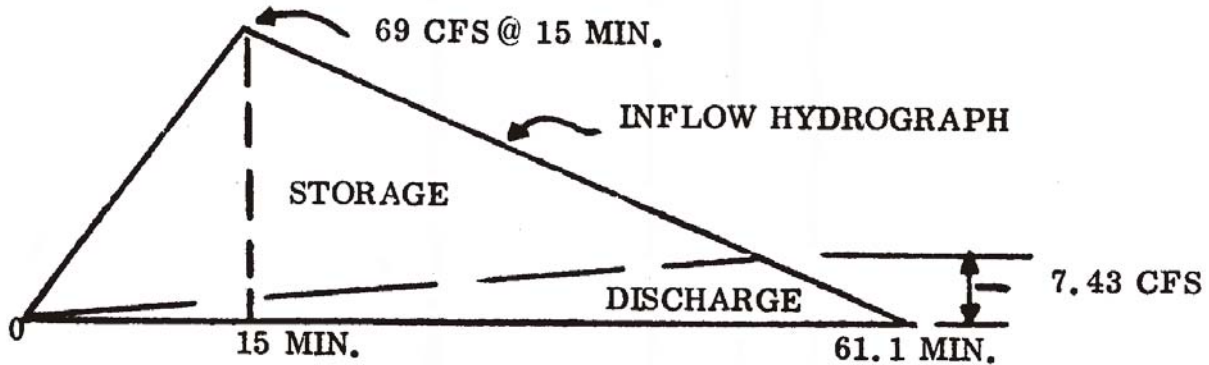 69 CFS @ 15 MIN.
INFLOW HYDROGRAPH
STORAGE
DISCHARGE
7.43 CFS
0
15 MIN.
61.1 MIN.